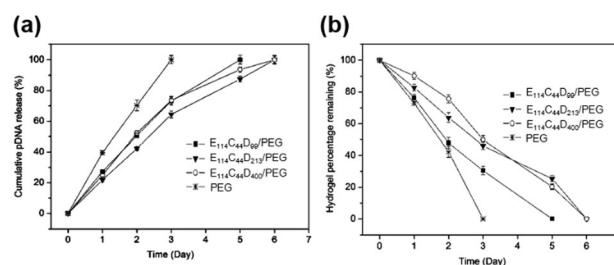 (a)
Cumulative pDNA release (%)
100
80
60
40
20
0
E₁₁₄C₄₄D₉₉/PEG
E₁₁₄C₄₄D₂₁₃/PEG
E₁₁₄C₄₄D₄₀₀/PEG
PEG
0 1 2 3 4 5 6 7
Time (Day)
(b)
Hydrogel percentage remaining (%)
100
80
60
40
20
0
E₁₁₄C₄₄D₉₉/PEG
E₁₁₄C₄₄D₂₁₃/PEG
E₁₁₄C₄₄D₄₀₀/PEG
PEG
0 1 2 3 4 5 6
Time (Day)